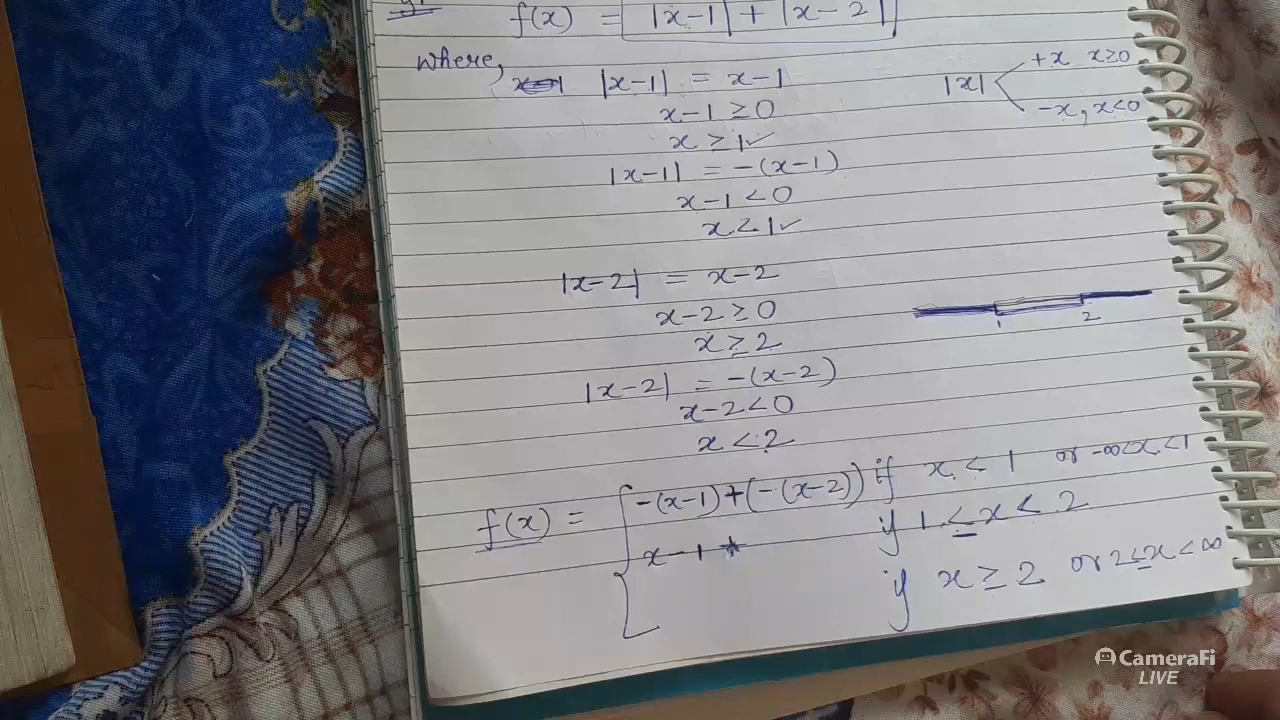 f(x) = |x-1| + |x-2|
where,
|x-1| = x-1
x-1 ≥ 0
x ≥ 1 ✓
|x-1| = -(x-1)
x-1 < 0
x < 1 ✓
|x| +x x≥0
-x, x<0
|x-2| = x-2
x-2 ≥ 0
x ≥ 2
|x-2| = -(x-2)
x-2 < 0
x < 2
1 2
f(x) = { -(x-1) + (-(x-2)) if x < 1 or -∞<x<1
x-1 + if 1 ≤ x < 2
if x ≥ 2 or 2≤x<∞
CameraFi
LIVE